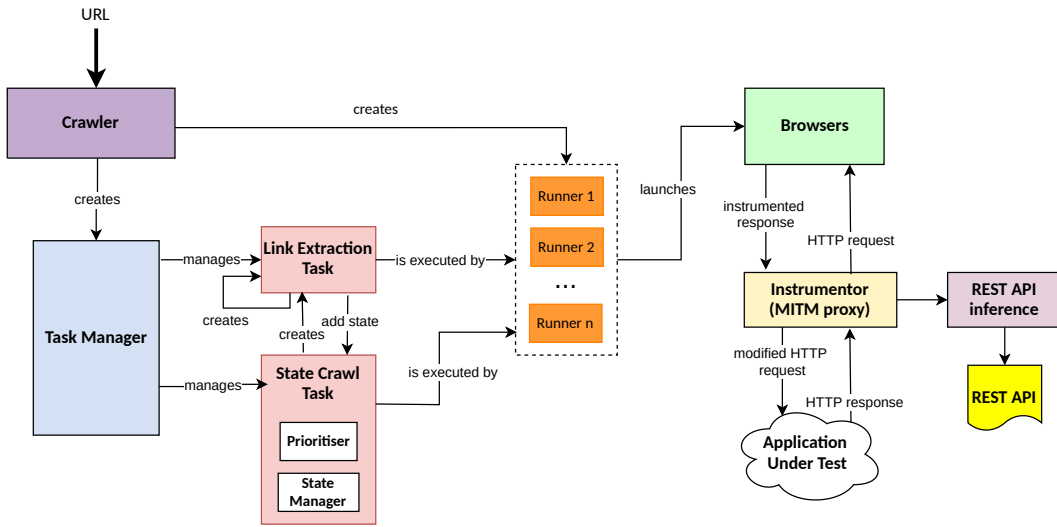 URL
Crawler
creates
creates
Task Manager
manages
manages
Link Extraction
Task
creates
creates
add state
State Crawl
Task
Prioritiser
State
Manager
is executed by
is executed by
Runner 1
Runner 2
...
Runner n
launches
Browsers
instrumented
response
HTTP request
Instrumentor
(MITM proxy)
modified HTTP
request
HTTP response
Application
Under Test
REST API
inference
REST API